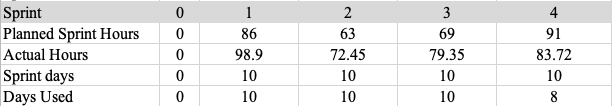 Sprint 0 1 2 3 4
Planned Sprint Hours 0 86 63 69 91
Actual Hours 0 98.9 72.45 79.35 83.72
Sprint days 0 10 10 10 10
Days Used 0 10 10 10 8